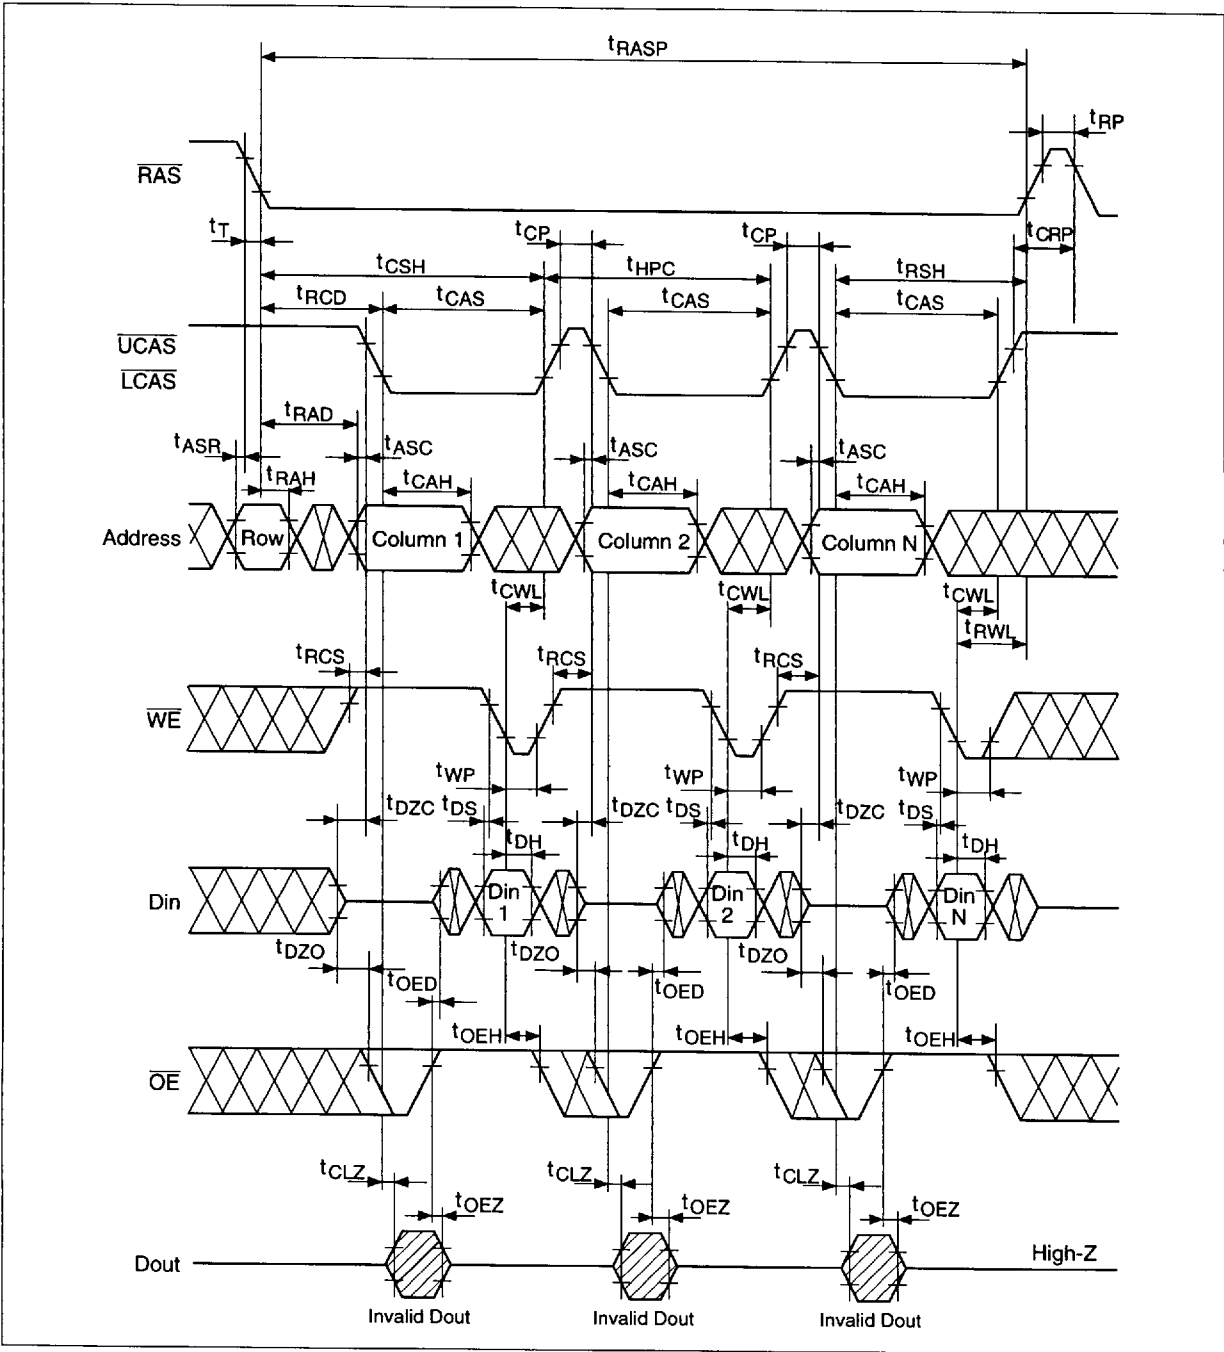 tRASP
tRP
RAS
tT
tCP
tCP
tCRP
tCSH
tHPC
tRSH
tRCD
tCAS
tCAS
tCAS
UCAS
LCAS
tRAD
tASR
tASC
tASC
tASC
tRAH
tCAH
tCAH
tCAH
Address
Row
Column 1
Column 2
Column N
tCWL
tCWL
tCWL
tRWL
tRCS
tRCS
tRCS
WE
tWP
tWP
tWP
tDZC
tDS
tDZC
tDS
tDZC
tDS
tDH
tDH
tDH
Din
Din 1
Din 2
Din N
tDZO
tDZO
tDZO
tOED
tOED
tOED
tOEH
tOEH
tOEH
OE
tCLZ
tCLZ
tCLZ
tOEZ
tOEZ
tOEZ
Dout
High-Z
Invalid Dout
Invalid Dout
Invalid Dout